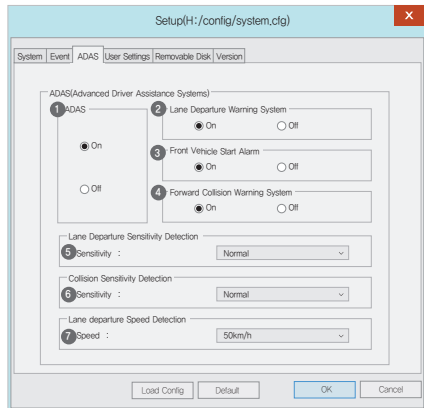 Setup(H:/config/system.cfg)
X
System Event ADAS User Settings Removable Disk Version
ADAS(Advanced Driver Assistance Systems)
1 ADAS
On
Off
2 Lane Departure Warning System
On Off
3 Front Vehicle Start Alarm
On Off
4 Forward Collision Warning System
On Off
Lane Departure Sensitivity Detection
5 Sensitivity : Normal
Collision Sensitivity Detection
6 Sensitivity : Normal
Lane departure Speed Detection
7 Speed : 50km/h
Load Config Default OK Cancel